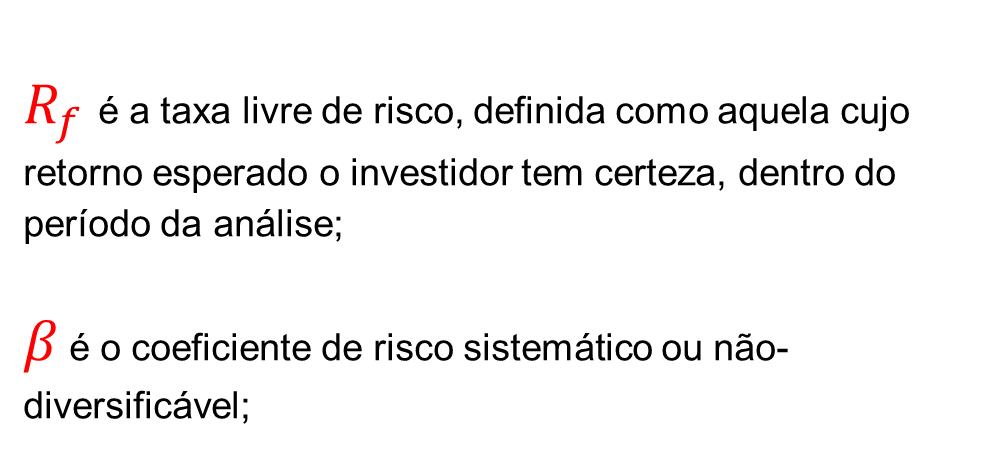 R_f é a taxa livre de risco, definida como aquela cujo
retorno esperado o investidor tem certeza, dentro do
período da análise;
β é o coeficiente de risco sistemático ou não-
diversificável;